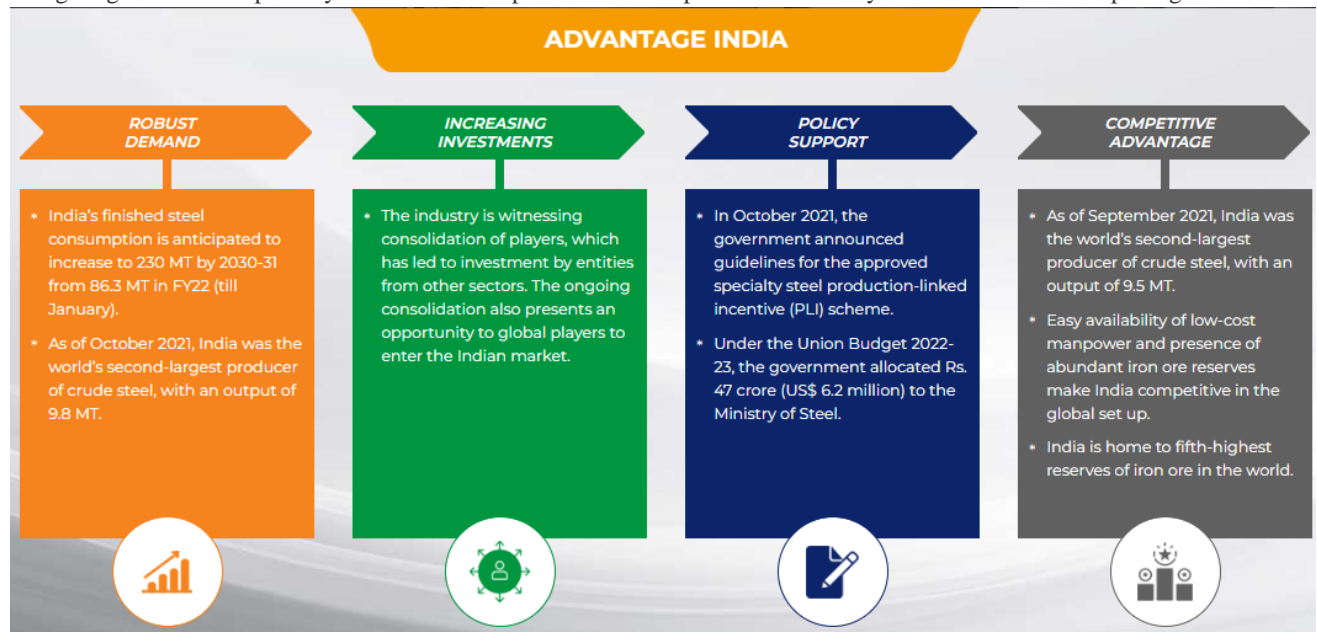 ADVANTAGE INDIA
ROBUST
DEMAND
* India's finished steel
consumption is anticipated to
increase to 230 MT by 2030-31
from 86.3 MT in FY22 (till
January).
* As of October 2021, India was the
world's second-largest producer
of crude steel, with an output of
9.8 MT.
INCREASING
INVESTMENTS
* The industry is witnessing
consolidation of players, which
has led to investment by entities
from other sectors. The ongoing
consolidation also presents an
opportunity to global players to
enter the Indian market.
POLICY
SUPPORT
* In October 2021, the
government announced
guidelines for the approved
specialty steel production-linked
incentive (PLI) scheme.
* Under the Union Budget 2022-
23, the government allocated Rs.
47 crore (US$ 6.2 million) to the
Ministry of Steel.
COMPETITIVE
ADVANTAGE
* As of September 2021, India was
the world's second-largest
producer of crude steel, with an
output of 9.5 MT.
* Easy availability of low-cost
manpower and presence of
abundant iron ore reserves
make India competitive in the
global set up.
* India is home to fifth-highest
reserves of iron ore in the world.